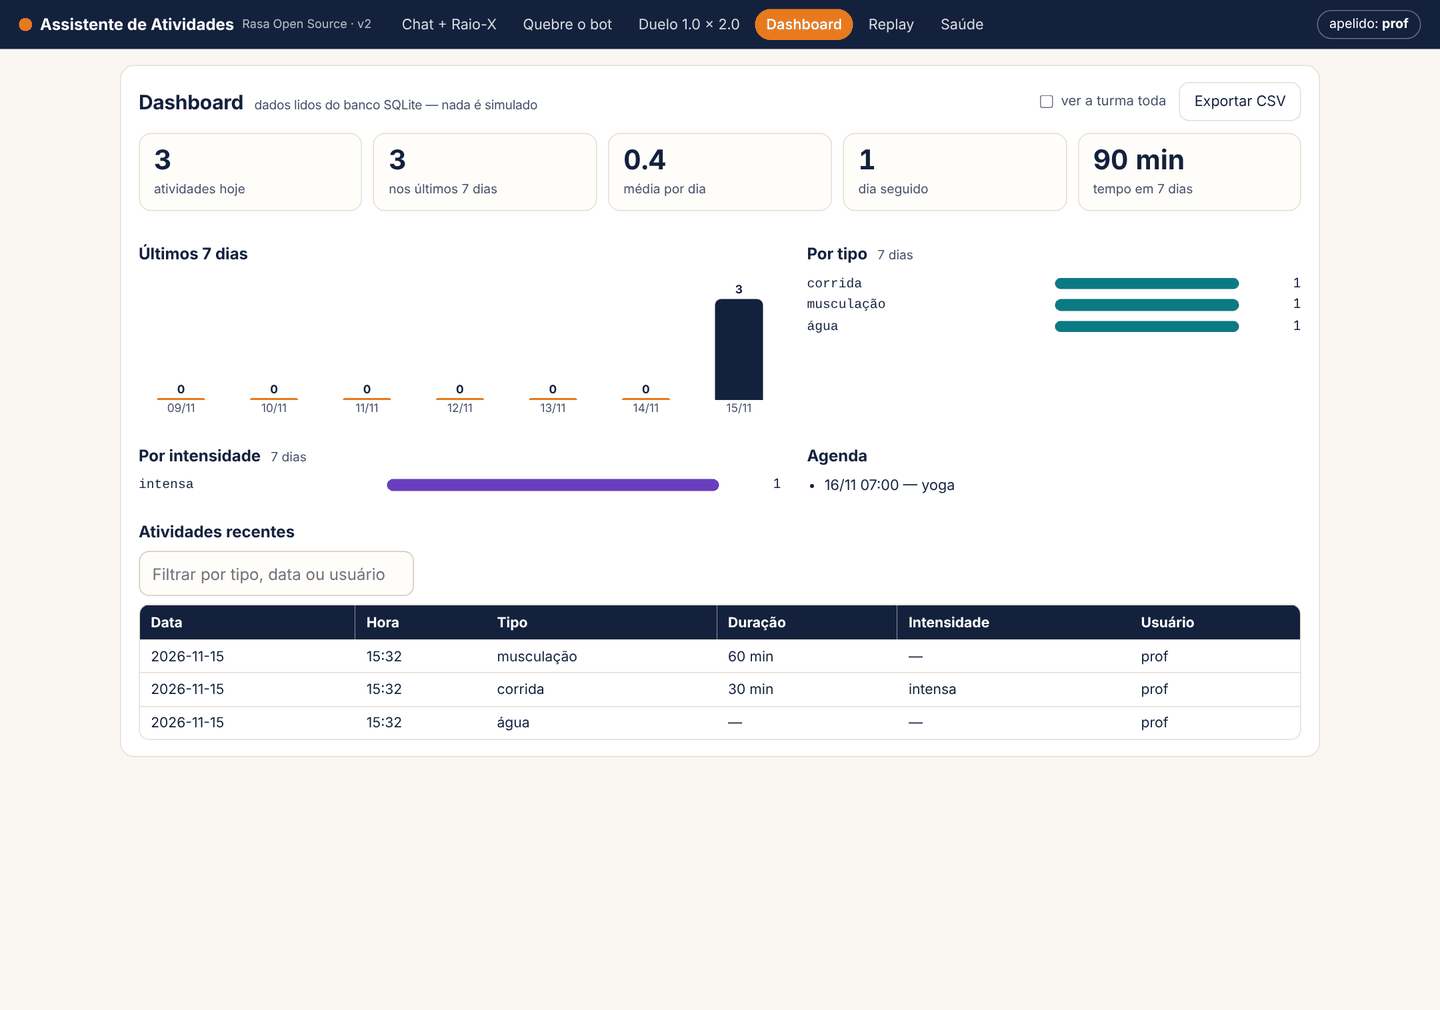 Assistente de Atividades Rasa Open Source · v2 Chat + Raio-X Quebre o bot Duelo 1.0 × 2.0 Dashboard Replay Saúde apelido: prof
Dashboard dados lidos do banco SQLite — nada é simulado ver a turma toda Exportar CSV
3 3 0.4 1 90 min
atividades hoje nos últimos 7 dias média por dia dia seguido tempo em 7 dias
Últimos 7 dias
3
0 0 0 0 0 0
09/11 10/11 11/11 12/11 13/11 14/11 15/11
Por tipo 7 dias
corrida 1
musculação 1
água 1
Por intensidade 7 dias
intensa 1
Agenda
• 16/11 07:00 — yoga
Atividades recentes
Filtrar por tipo, data ou usuário
Data Hora Tipo Duração Intensidade Usuário
2026-11-15 15:32 musculação 60 min — prof
2026-11-15 15:32 corrida 30 min intensa prof
2026-11-15 15:32 água — — prof